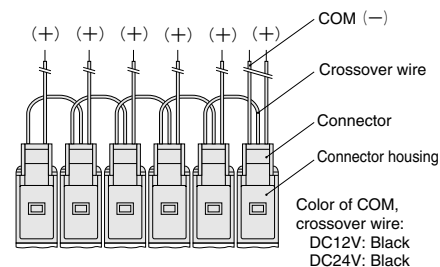 COM (−)
(+) (+) (+) (+) (+) (+)
Crossover wire
Connector
Connector housing
Color of COM,
crossover wire:
DC12V: Black
DC24V: Black